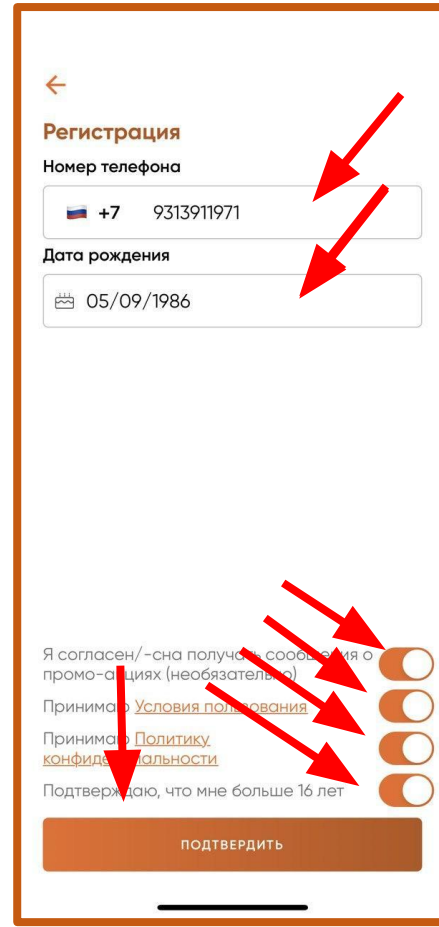 Регистрация
Номер телефона
+7 9313911971
Дата рождения
05/09/1986
Я согласен/-сна получать сообщения о
промо-акциях (необязательно)
Принимаю Условия пользования
Принимаю Политику
конфиденциальности
Подтверждаю, что мне больше 16 лет
ПОДТВЕРДИТЬ